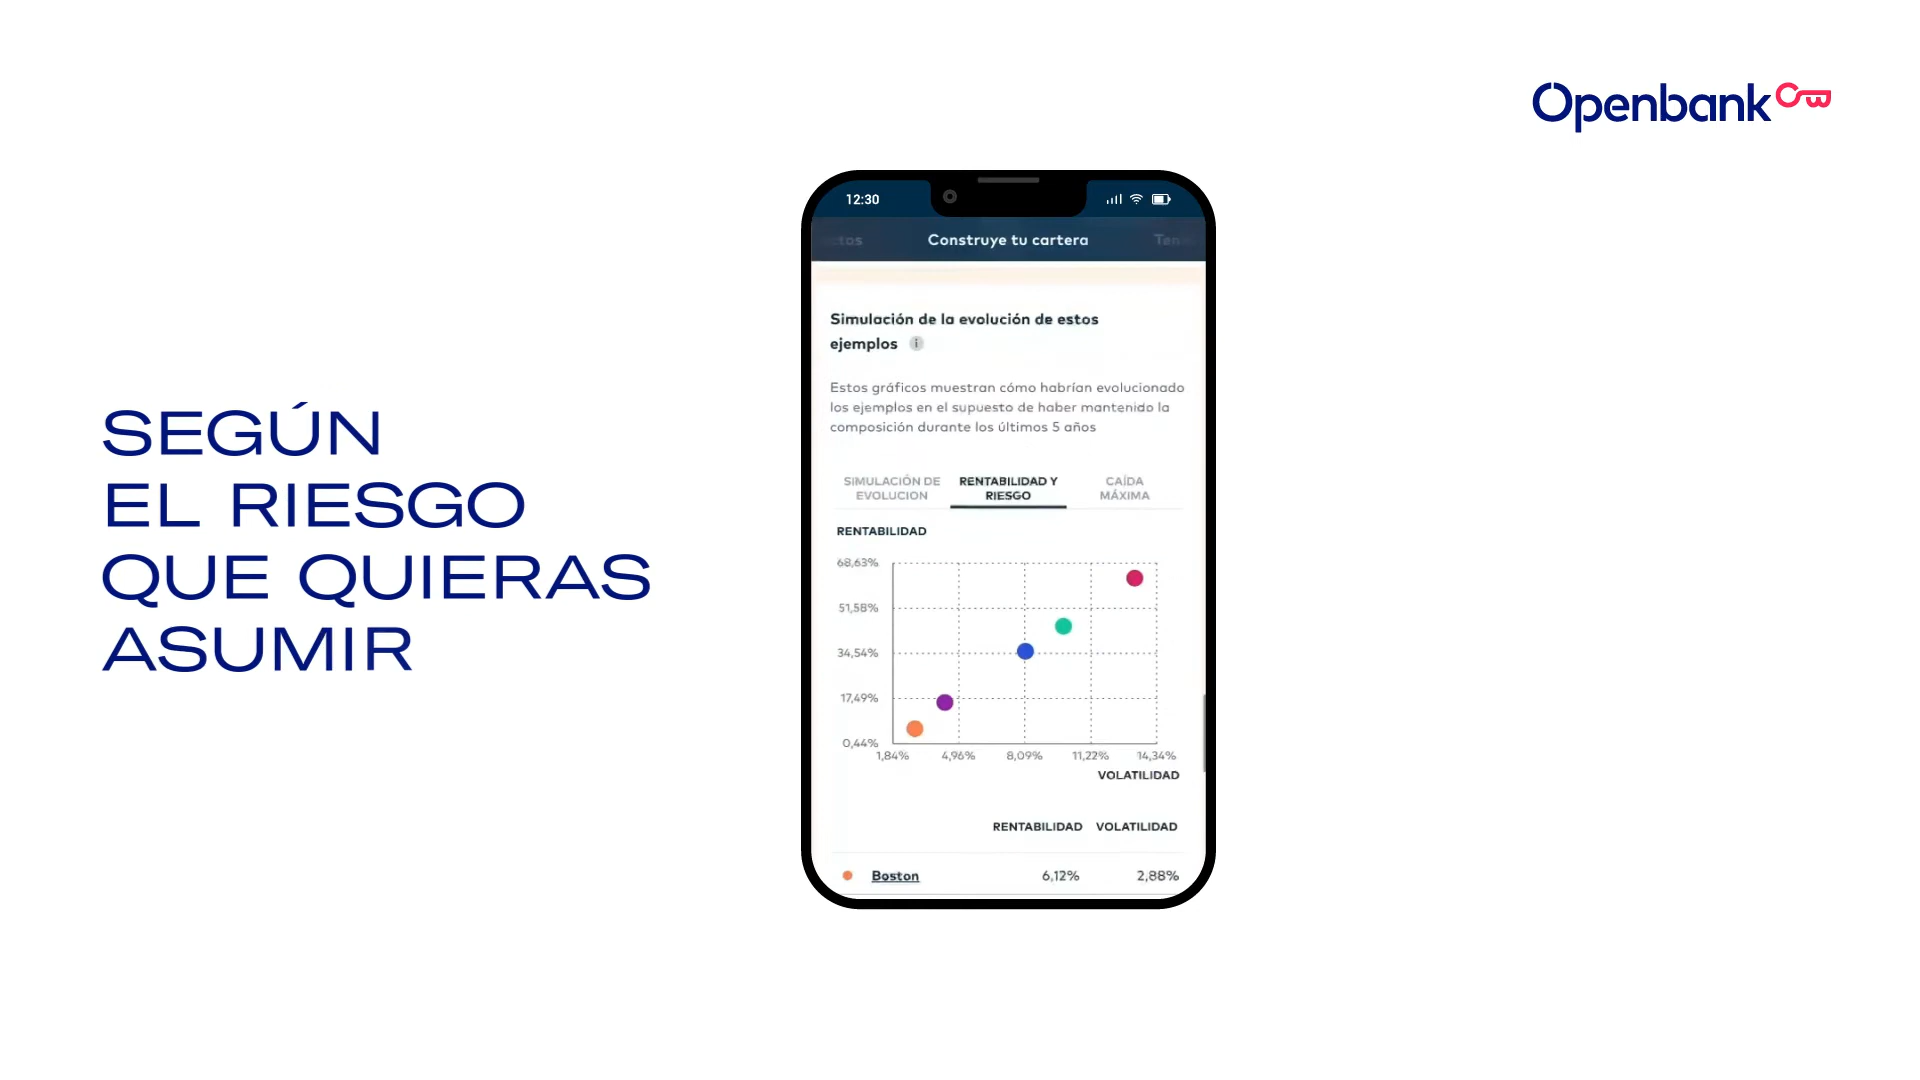 Openbank
12:30
Construye tu cartera
Simulación de la evolución de estos
ejemplos i
Estos gráficos muestran cómo habrían evolucionado
los ejemplos en el supuesto de haber mantenido la
composición durante los últimos 5 años
SEGÚN
EL RIESGO
QUE QUIERAS
ASUMIR
SIMULACIÓN DE
EVOLUCION
RENTABILIDAD Y
RIESGO
CAÍDA
MÁXIMA
RENTABILIDAD
68,63%
51,58%
34,54%
17,49%
0,44%
1,84% 4,96% 8,09% 11,22% 14,34%
VOLATILIDAD
RENTABILIDAD VOLATILIDAD
Boston 6,12% 2,88%